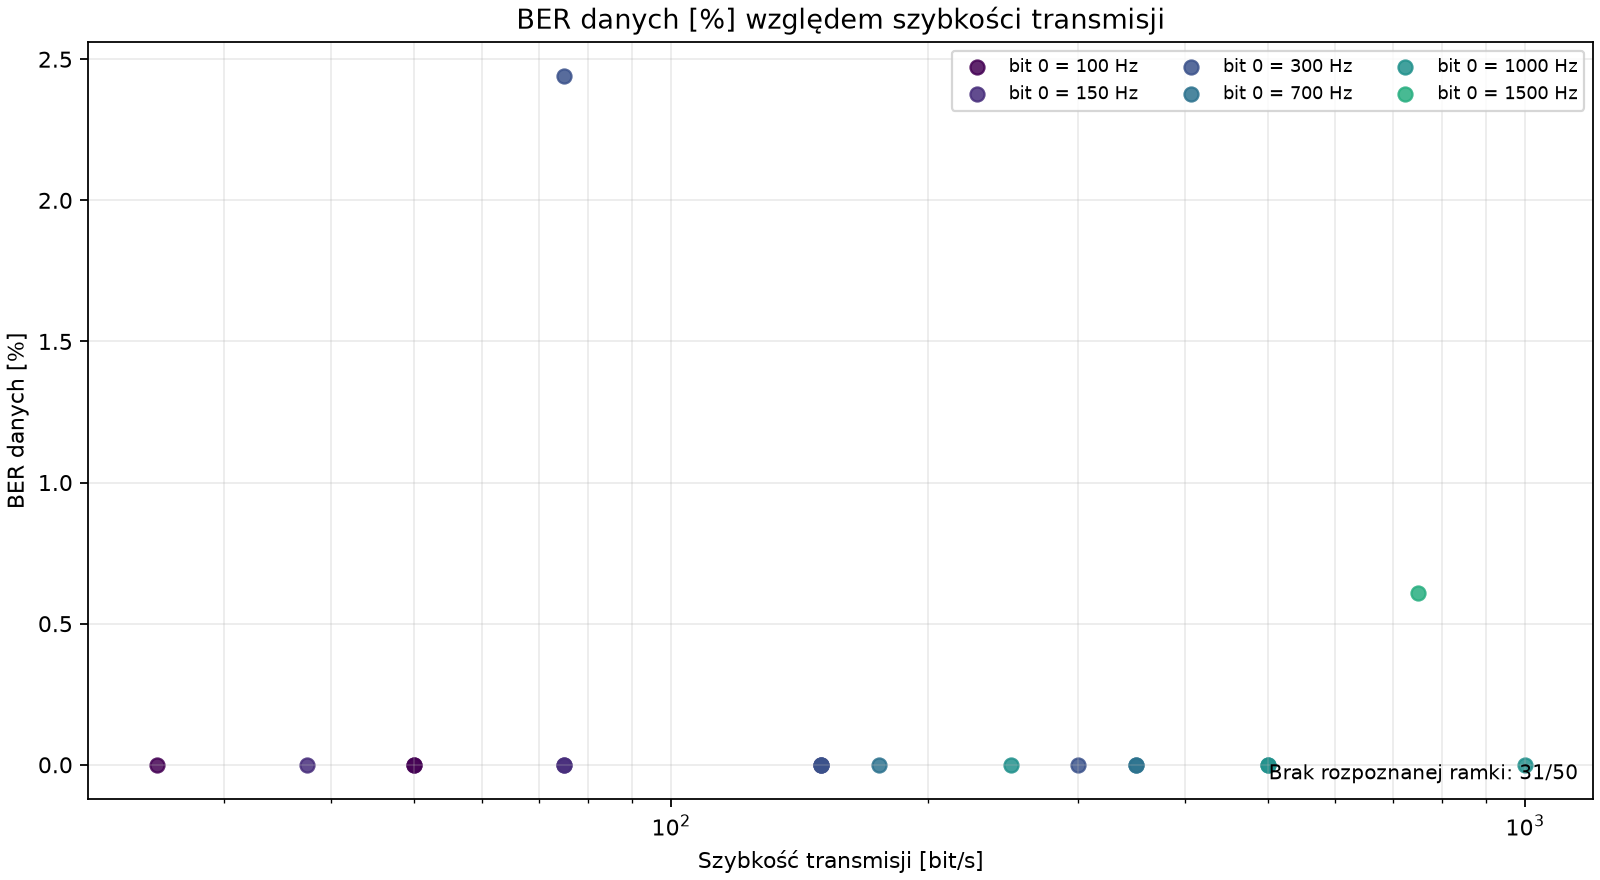 BER danych [%] względem szybkości transmisji
bit 0 = 100 Hz
bit 0 = 150 Hz
bit 0 = 300 Hz
bit 0 = 700 Hz
bit 0 = 1000 Hz
bit 0 = 1500 Hz
BER danych [%]
2.5
2.0
1.5
1.0
0.5
0.0
Brak rozpoznanej ramki: 31/50
10²
10³
Szybkość transmisji [bit/s]